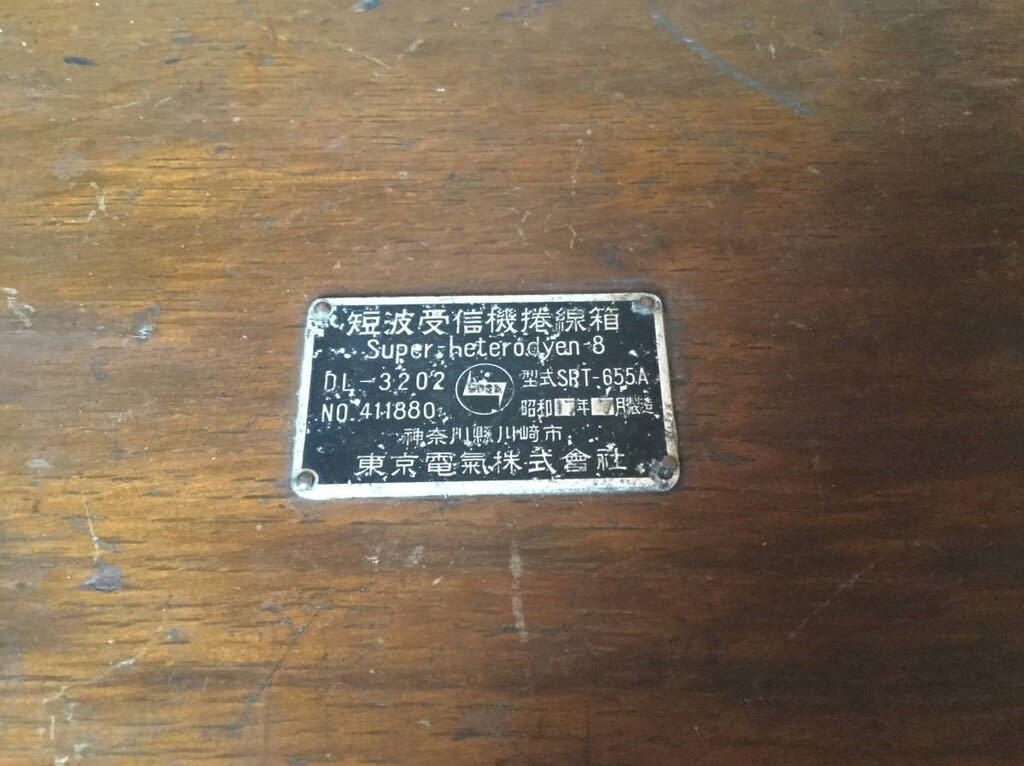 短波受信機捲線箱
Super-heterodyen-8
DL-3202 型式SRT-655A
NO.411880 昭和年月製造
神奈川縣川崎市
東京電氣株式會社